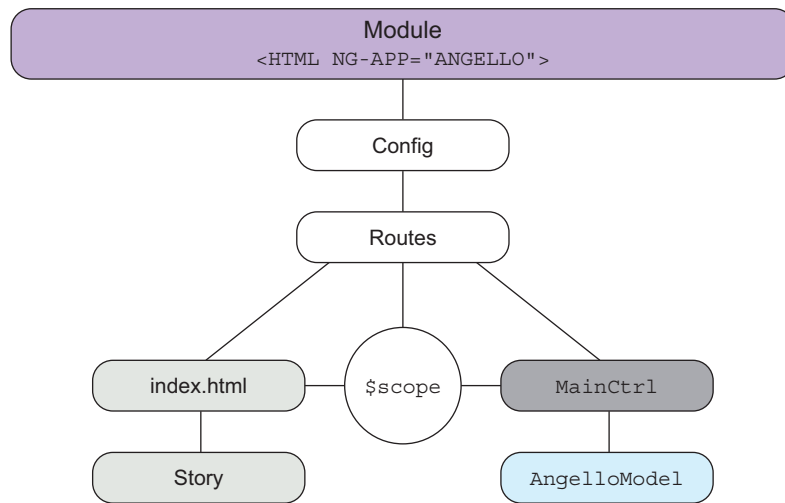 Module
<HTML NG-APP="ANGELLO">
Config
Routes
index.html
$scope
MainCtrl
Story
AngelloModel